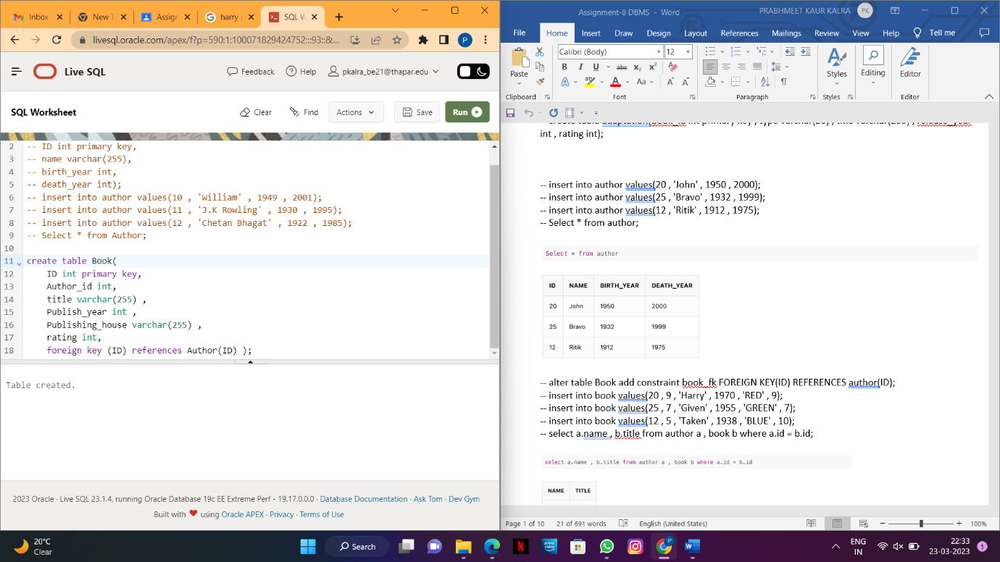 Inbox
New T
Assign
harry p
SQL W
livesql.oracle.com/apex/f?p=590:1:100071829424752:::93::&...
P
Live SQL
Feedback
Help
pkalra_be21@thapar.edu
SQL Worksheet
Clear
Find
Actions
Save
Run
2 -- ID int primary key,
3 -- name varchar(255),
4 -- birth_year int,
5 -- death_year int);
6 -- insert into author values(10 , 'William' , 1949 , 2001);
7 -- insert into author values(11 , 'J.K Rowling' , 1930 , 1995);
8 -- insert into author values(12 , 'Chetan Bhagat' , 1922 , 1985);
9 -- Select * from Author;
10
11 create table Book(
12 ID int primary key,
13 Author_id int,
14 title varchar(255) ,
15 Publish_year int ,
16 Publishing_house varchar(255) ,
17 rating int,
18 foreign key (ID) references Author(ID) );
Table created.
2023 Oracle · Live SQL 23.1.4, running Oracle Database 19c EE Extreme Perf - 19.17.0.0.0 · Database Documentation · Ask Tom · Dev Gym
Built with ❤ using Oracle APEX · Privacy · Terms of Use
Assignment-8 DBMS - Word
PRABHMEET KAUR KALRA
PK
File Home Insert Draw Design Layout References Mailings Review View Help Tell me
Paste
Calibri (Body)
12
B I U abc x₂ x²
A A Aa A A
Styles
Editing
Editor
Clipboard Font Paragraph Styles Editor
int , rating int);
-- insert into author values(20 , 'John' , 1950 , 2000);
-- insert into author values(25 , 'Bravo' , 1932 , 1999);
-- insert into author values(12 , 'Ritik' , 1912 , 1975);
-- Select * from author;
Select * from author
ID NAME BIRTH_YEAR DEATH_YEAR
20 John 1950 2000
25 Bravo 1932 1999
12 Ritik 1912 1975
-- alter table Book add constraint book_fk FOREIGN KEY(ID) REFERENCES author(ID);
-- insert into book values(20 , 9 , 'Harry' , 1970 , 'RED' , 9);
-- insert into book values(25 , 7 , 'Given' , 1955 , 'GREEN' , 7);
-- insert into book values(12 , 5 , 'Taken' , 1938 , 'BLUE' , 10);
-- select a.name , b.title from author a , book b where a.id = b.id;
select a.name , b.title from author a , book b where a.id = b.id
NAME TITLE
Page 1 of 10 21 of 691 words English (United States) 100%
20°C
Clear
Search
ENG
IN
22:33
23-03-2023
1